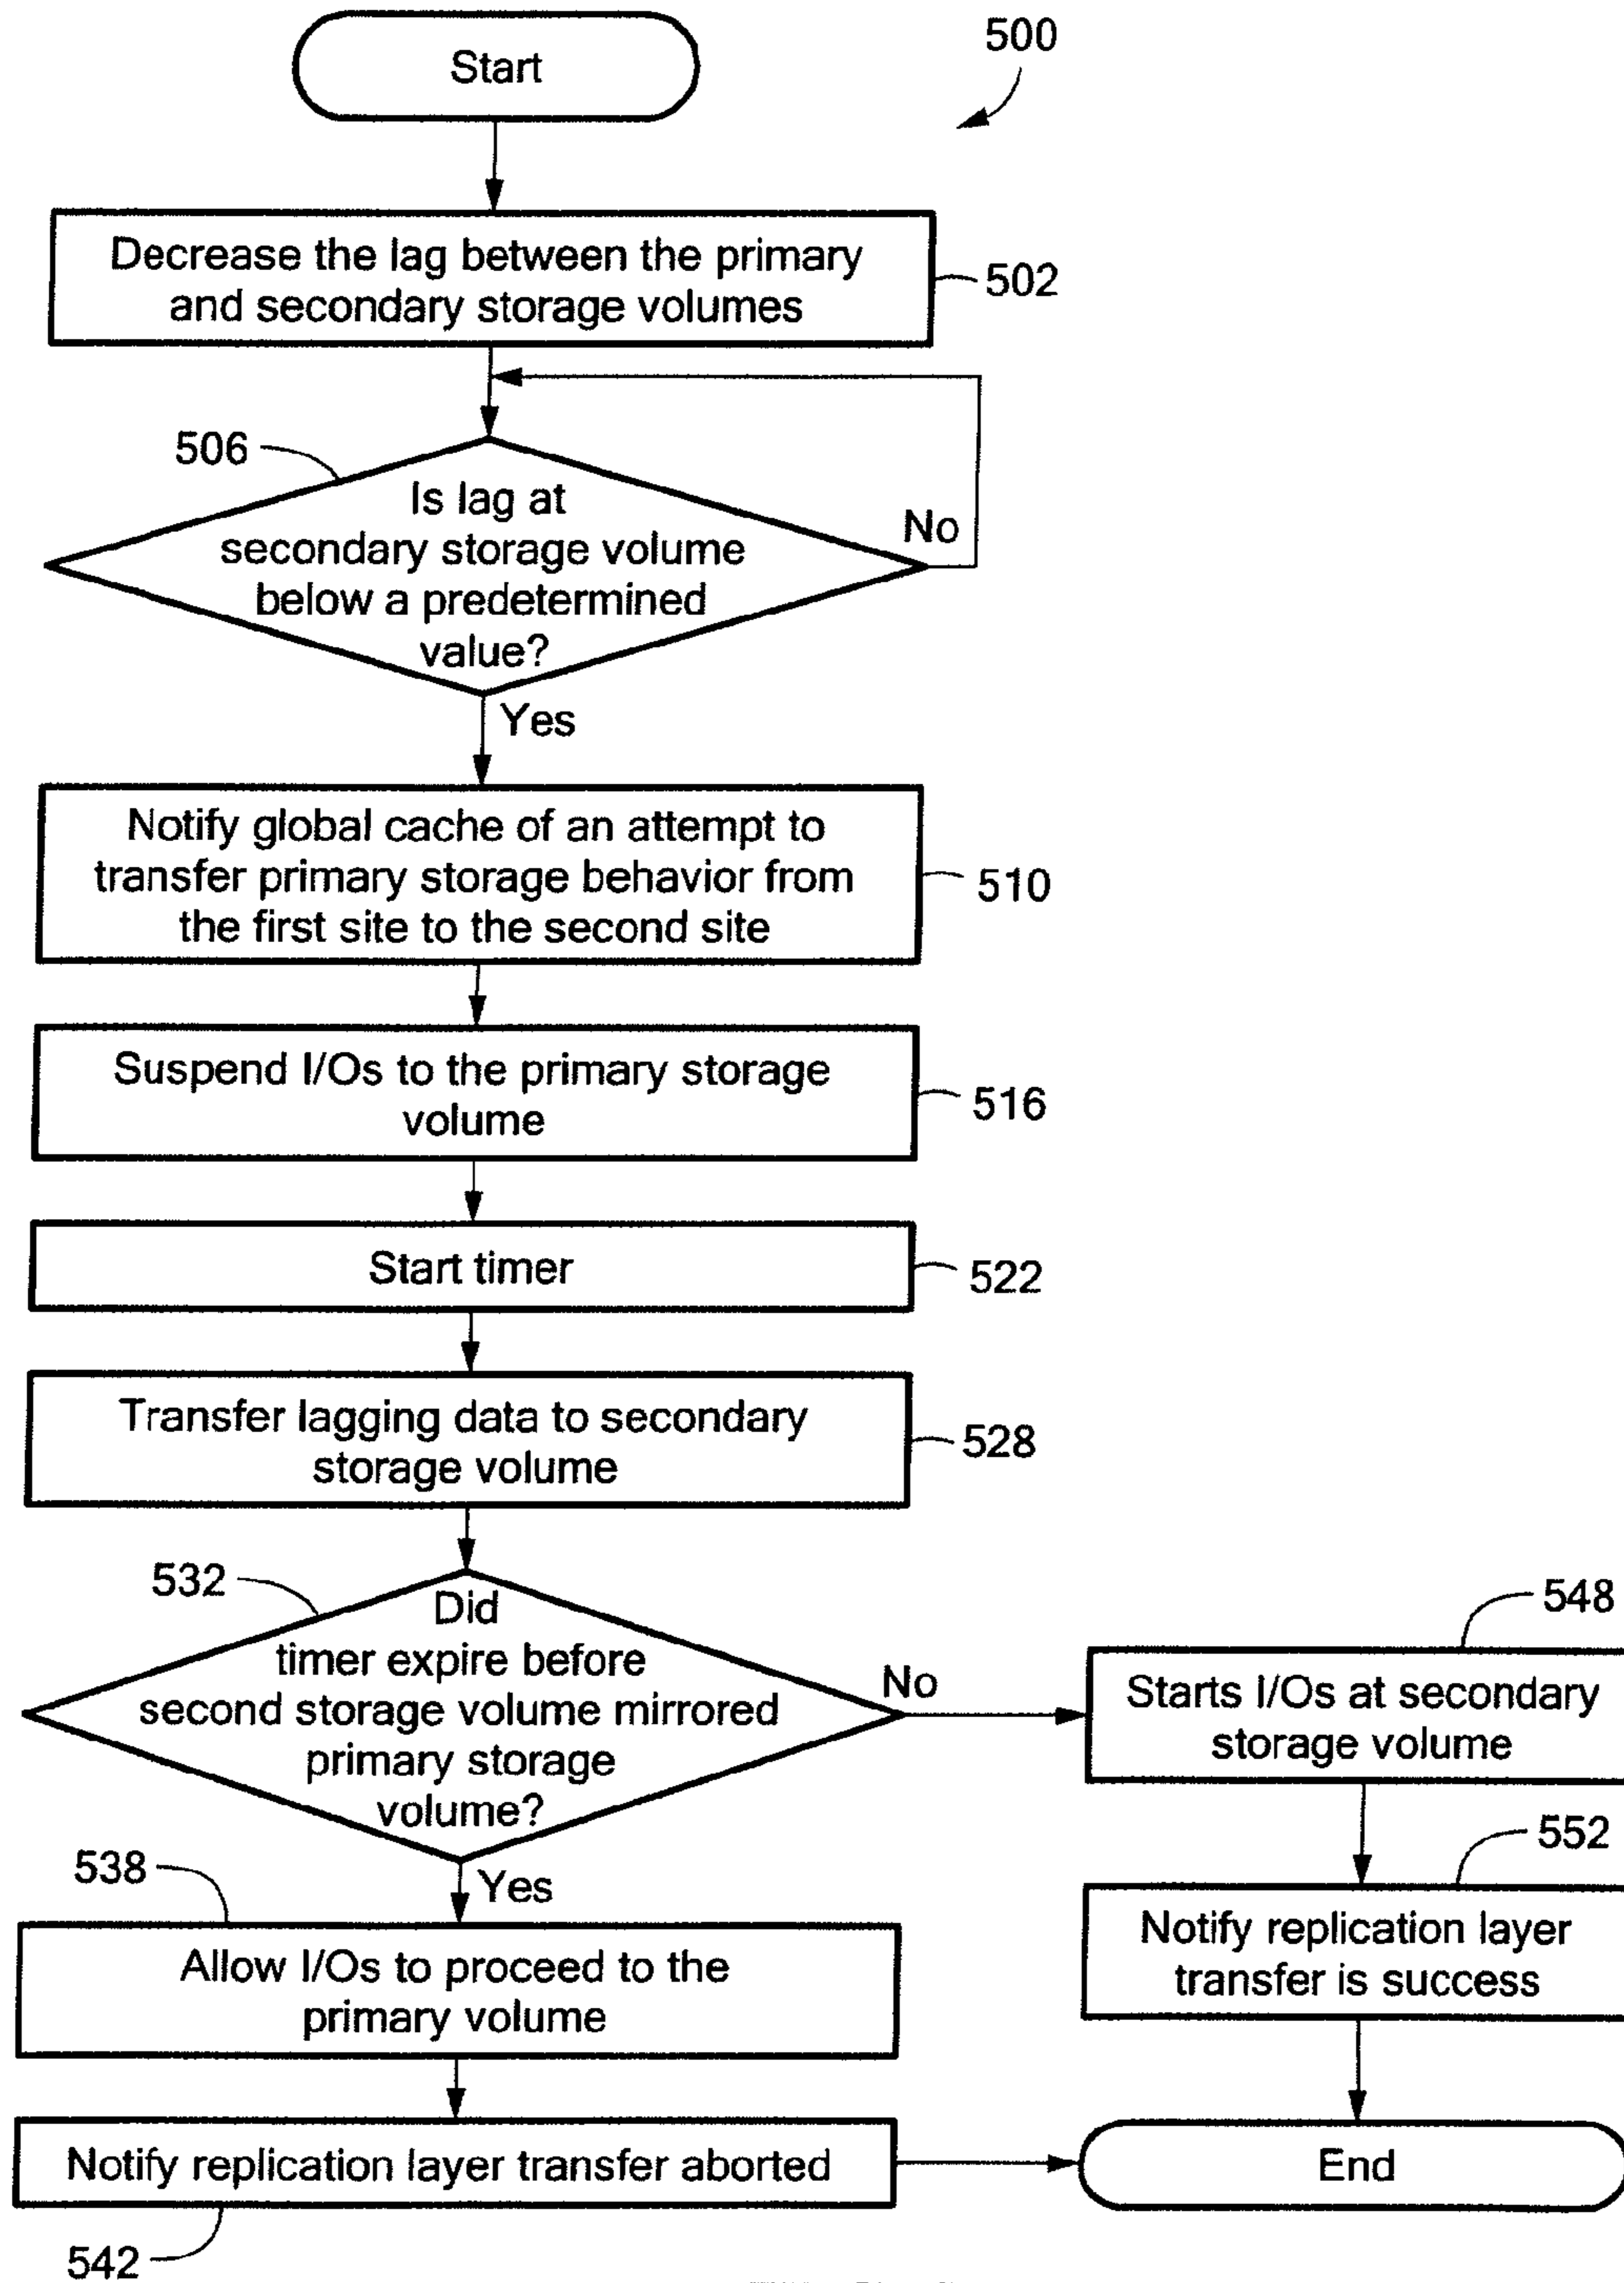 Start
500
Decrease the lag between the primary
and secondary storage volumes
502
506
Is lag at
secondary storage volume
below a predetermined
value?
No
Yes
Notify global cache of an attempt to
transfer primary storage behavior from
the first site to the second site
510
Suspend I/Os to the primary storage
volume
516
Start timer
522
Transfer lagging data to secondary
storage volume
528
532
Did
timer expire before
second storage volume mirrored
primary storage
volume?
No
548
Starts I/Os at secondary
storage volume
552
Notify replication layer
transfer is success
538
Yes
Allow I/Os to proceed to the
primary volume
Notify replication layer transfer aborted
End
542